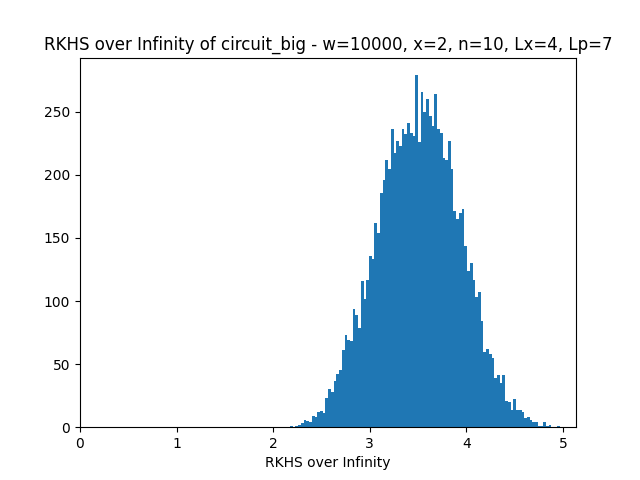 RKHS over Infinity of circuit_big - w=10000, x=2, n=10, Lx=4, Lp=7
250
200
150
100
50
0
0 1 2 3 4 5
RKHS over Infinity